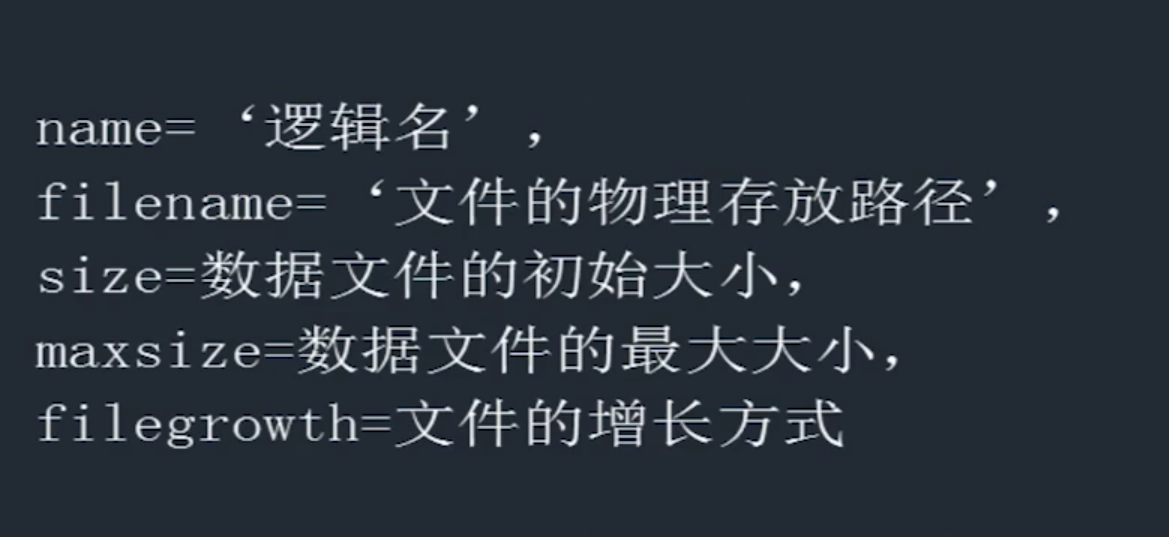 name= ‘逻辑名’ ，
filename= ‘文件的物理存放路径’ ，
size=数据文件的初始大小，
maxsize=数据文件的最大大小，
filegrowth=文件的增长方式